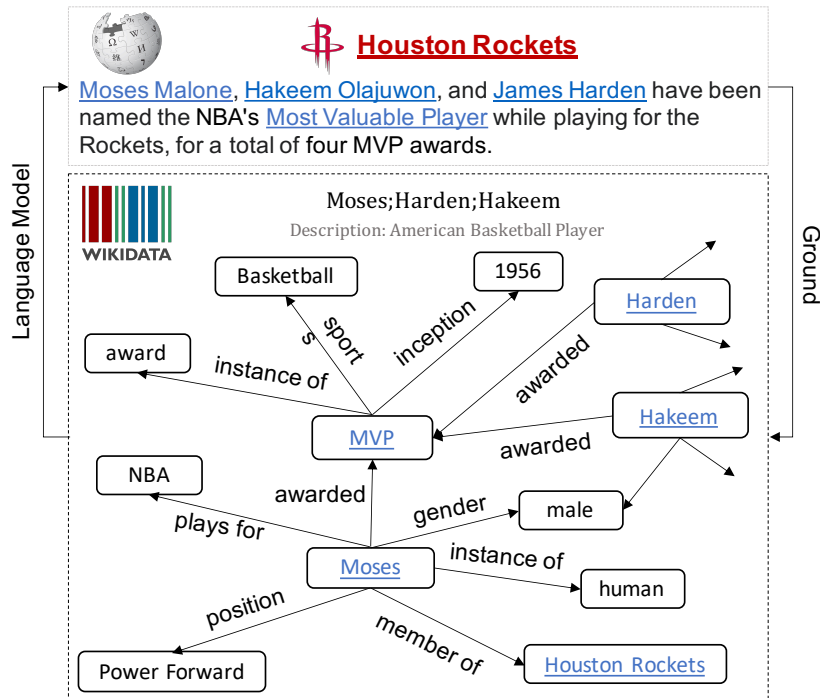 Houston Rockets
Moses Malone, Hakeem Olajuwon, and James Harden have been
named the NBA's Most Valuable Player while playing for the
Rockets, for a total of four MVP awards.
Language Model
Ground
WIKIDATA
Moses;Harden;Hakeem
Description: American Basketball Player
Basketball
1956
Harden
sport
s
inception
award
instance of
awarded
MVP
Hakeem
awarded
NBA
awarded
gender
male
plays for
Moses
instance of
human
position
member of
Power Forward
Houston Rockets